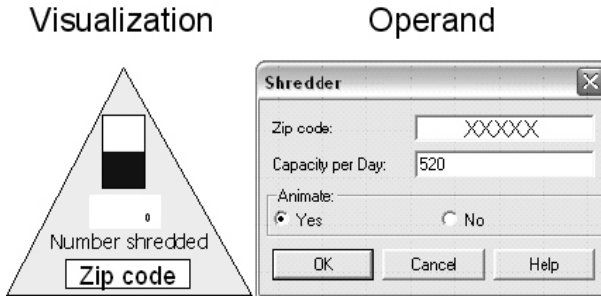 Visualization
Operand
0
Number shredded
Zip code
Shredder
Zip code: XXXXX
Capacity per Day: 520
Animate:
Yes No
OK Cancel Help